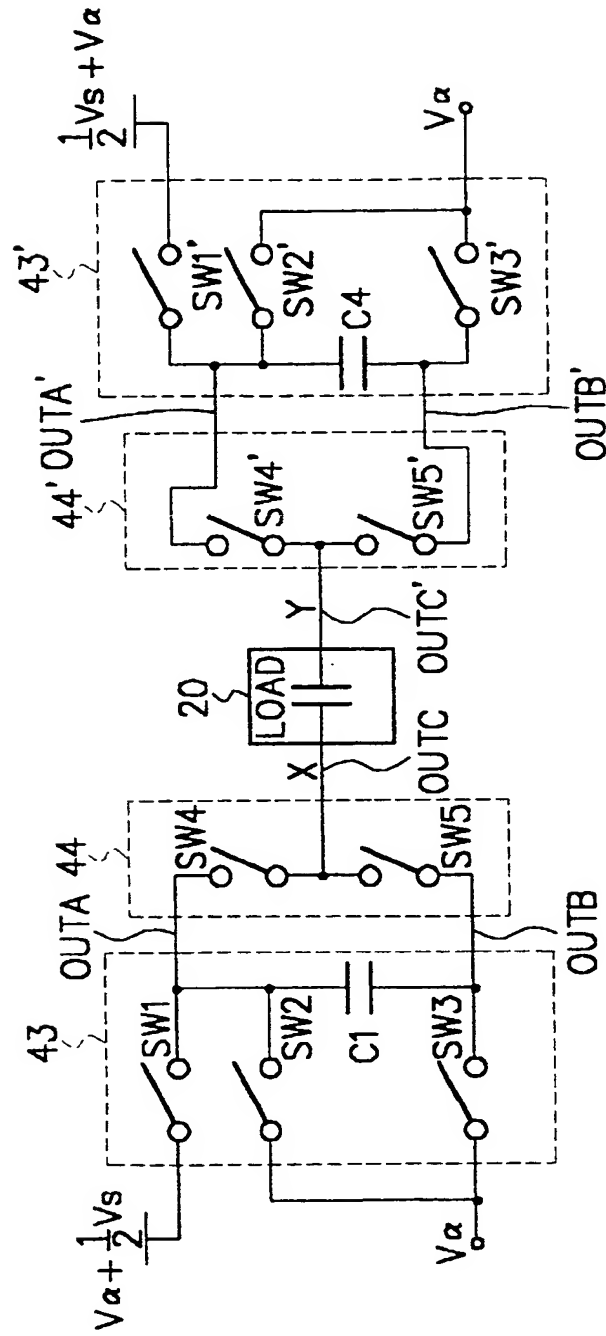 Vα+½Vs
Vα
43
SW1
SW2
C1
SW3
OUTA
OUTB
44
SW4
SW5
X
OUTC
20
LOAD
Y
OUTC'
44'
SW4'
SW5'
OUTA'
OUTB'
43'
SW1'
SW2'
C4
SW3'
½Vs+Vα
Vα